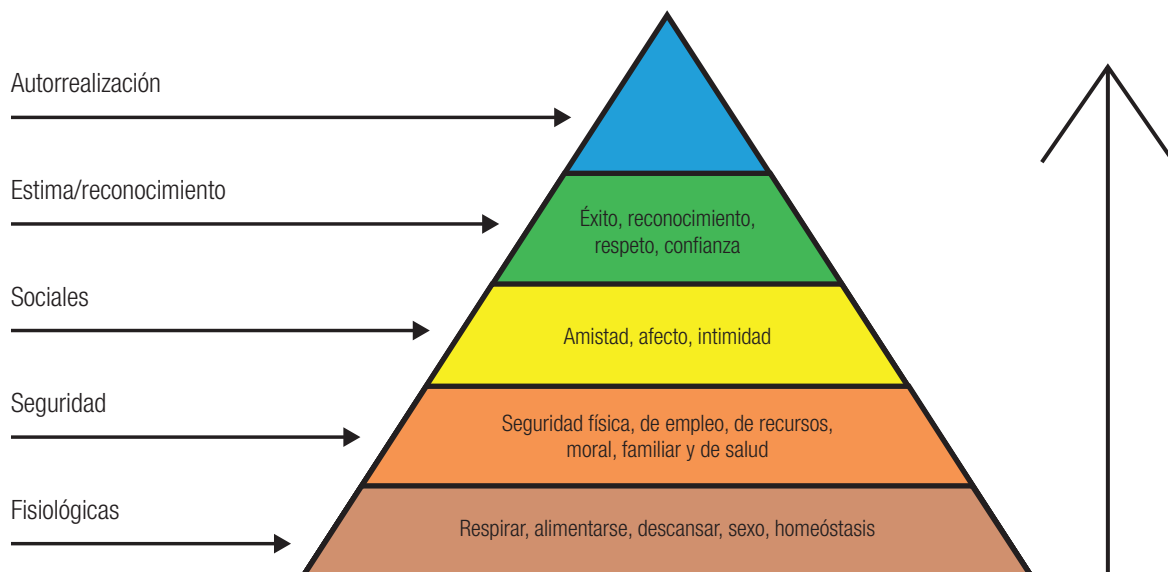 Autorrealización
Estima/reconocimiento
Éxito, reconocimiento,
respeto, confianza
Sociales
Amistad, afecto, intimidad
Seguridad
Seguridad física, de empleo, de recursos,
moral, familiar y de salud
Fisiológicas
Respirar, alimentarse, descansar, sexo, homeóstasis